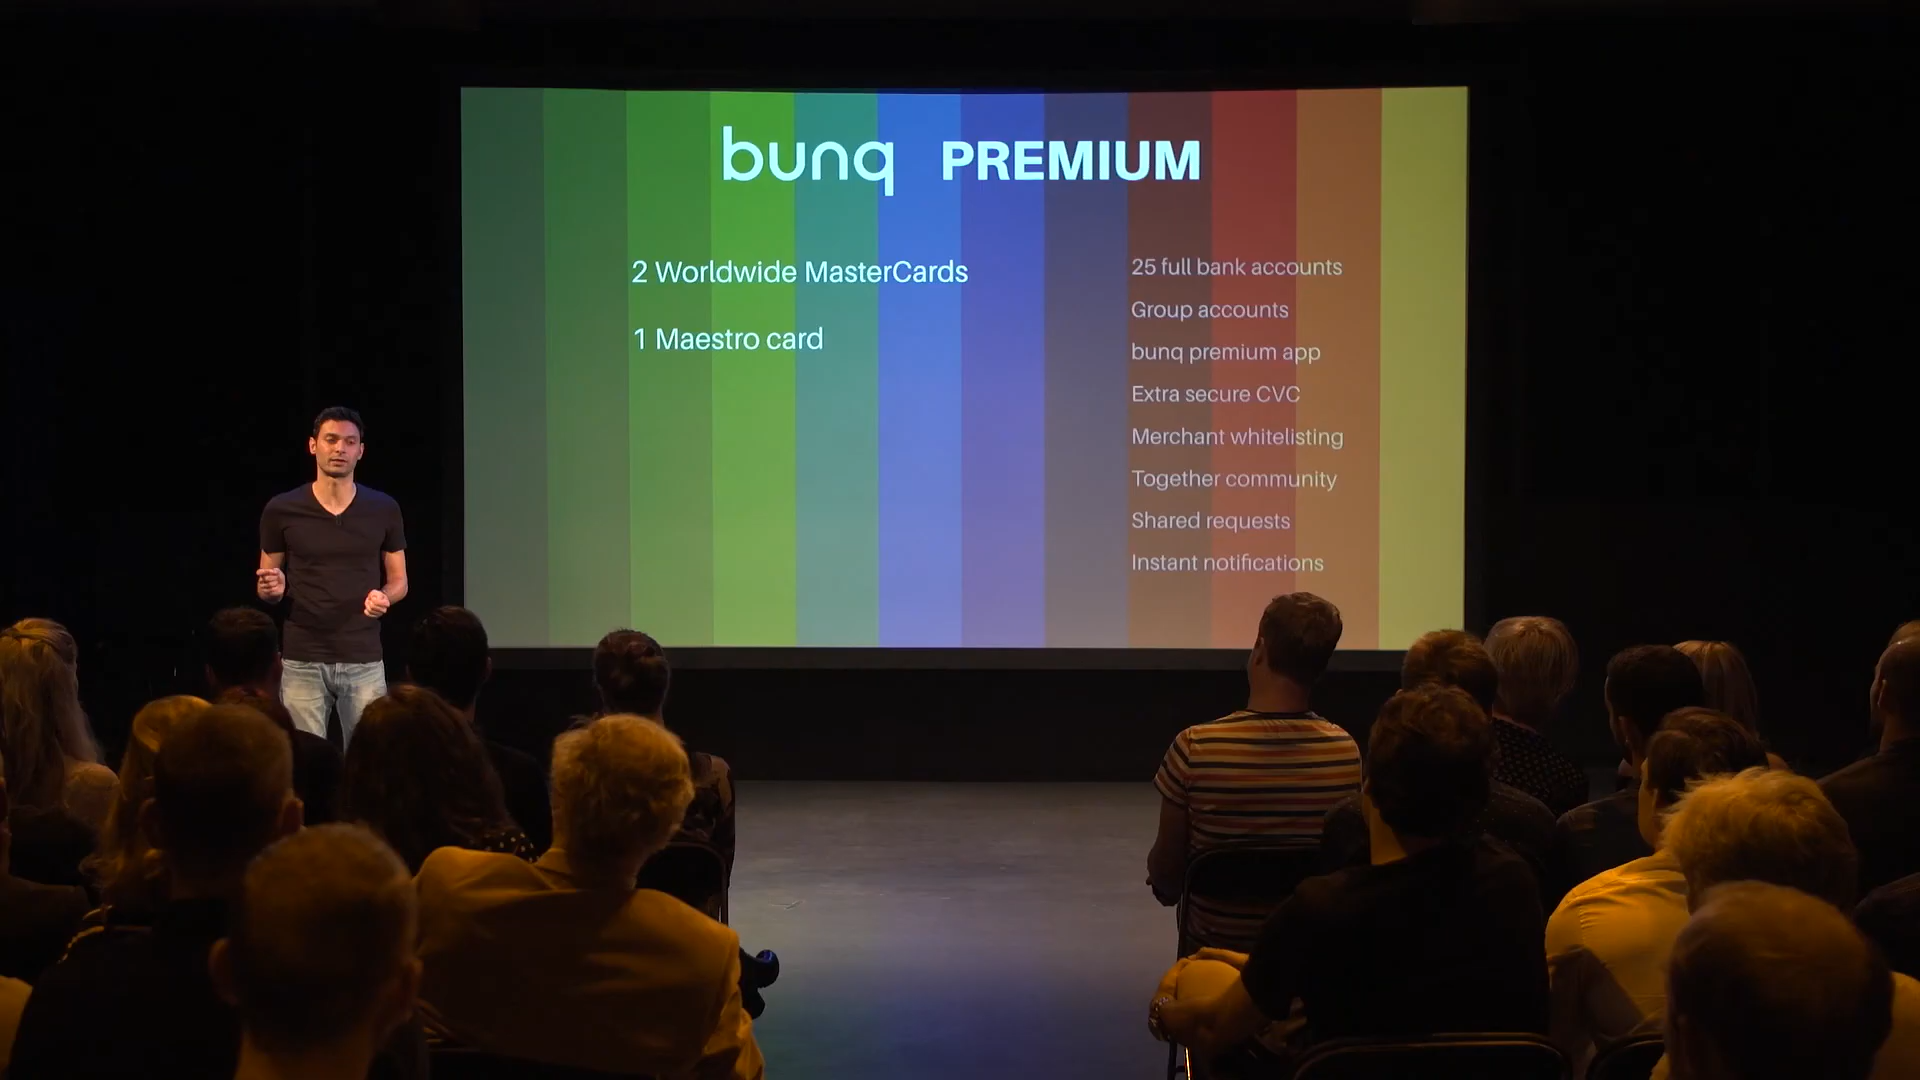 bunq PREMIUM
2 Worldwide MasterCards
1 Maestro card
25 full bank accounts
Group accounts
bunq premium app
Extra secure CVC
Merchant whitelisting
Together community
Shared requests
Instant notifications